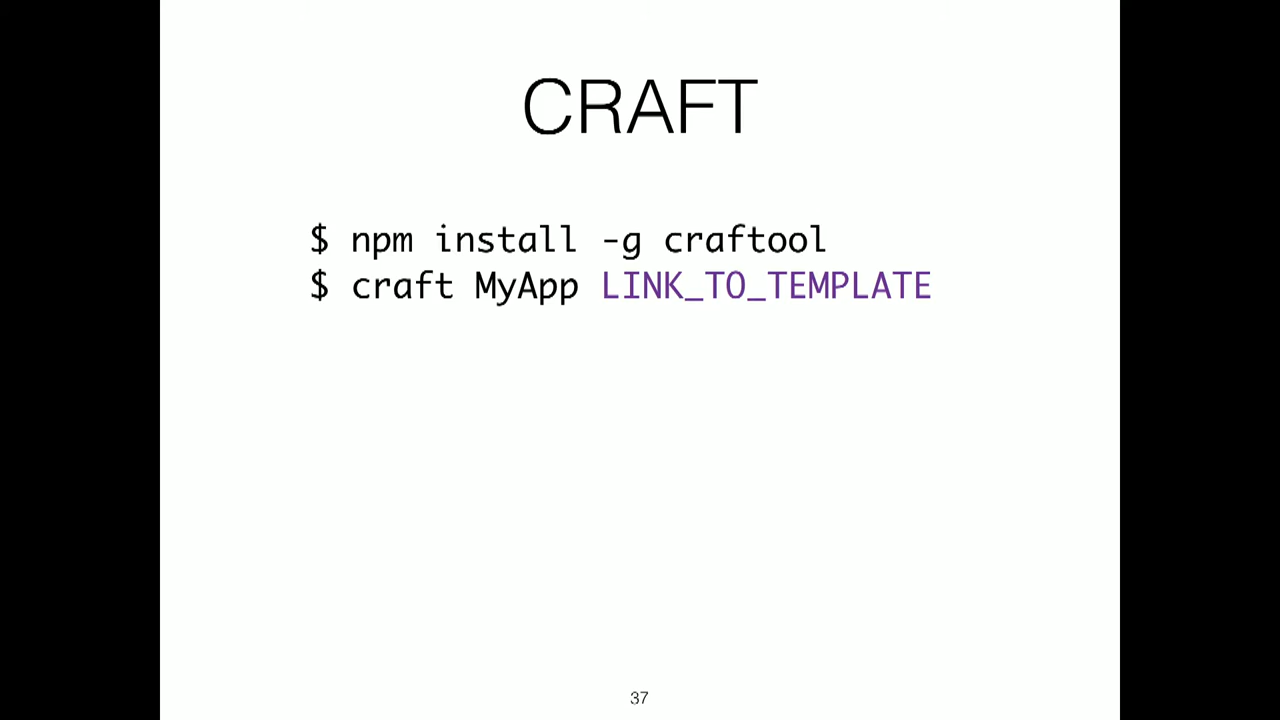 CRAFT
$ npm install -g craftool
$ craft MyApp LINK_TO_TEMPLATE
37